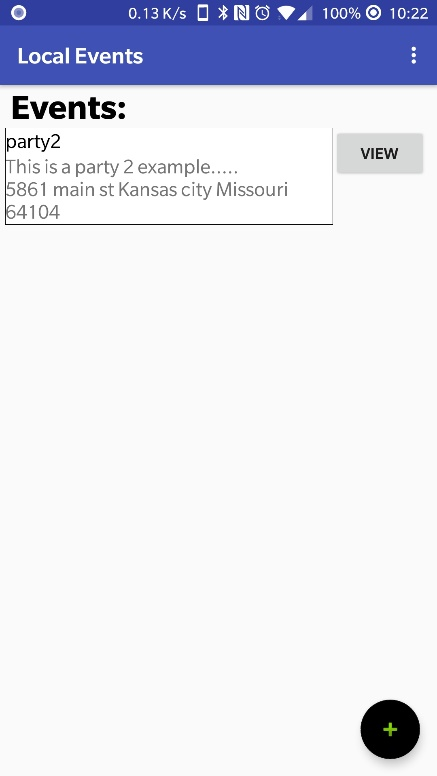 0.13 K/s 100% 10:22
Local Events
Events:
party2
This is a party 2 example.....
5861 main st Kansas city Missouri
64104
VIEW
+